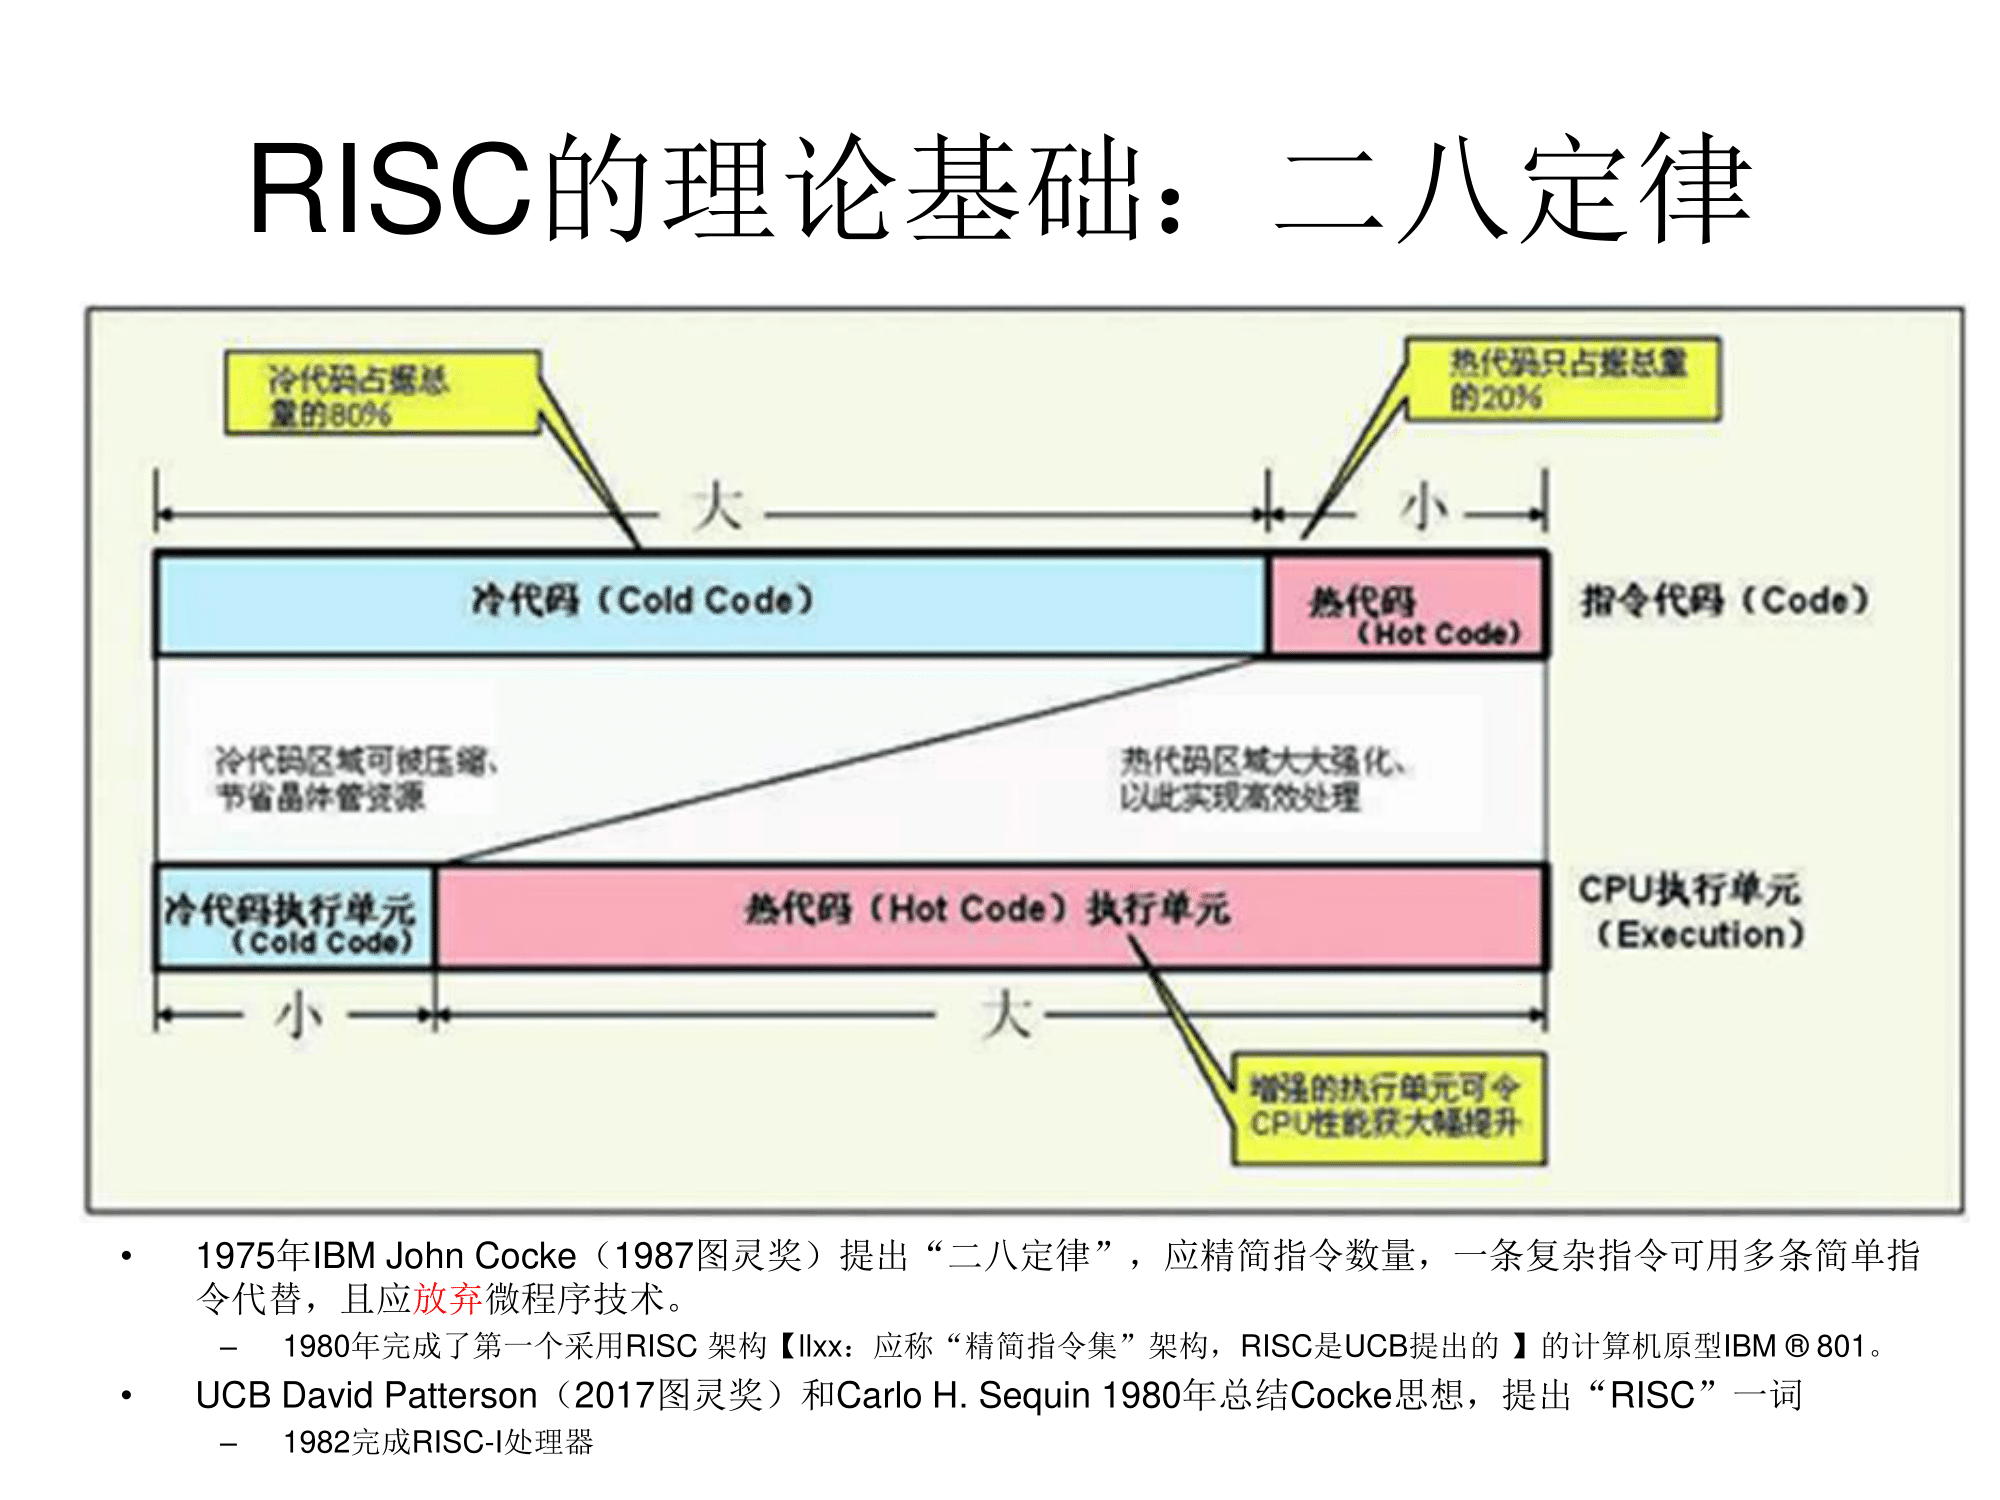 RISC的理论基础：二八定律
冷代码占据总
量的80%
热代码只占据总量
的20%
大
小
冷代码（Cold Code）
热代码
（Hot Code）
指令代码（Code）
冷代码区域可被压缩、
节省晶体管资源
热代码区域大大强化、
以此实现高效处理
冷代码执行单元
（Cold Code）
热代码（Hot Code）执行单元
CPU执行单元
（Execution）
小
大
增强的执行单元可令
CPU性能获大幅提升
• 1975年IBM John Cocke（1987图灵奖）提出“二八定律”，应精简指令数量，一条复杂指令可用多条简单指
令代替，且应放弃微程序技术。
– 1980年完成了第一个采用RISC 架构【llxx：应称“精简指令集”架构，RISC是UCB提出的 】的计算机原型IBM ® 801。
• UCB David Patterson（2017图灵奖）和Carlo H. Sequin 1980年总结Cocke思想，提出“RISC”一词
– 1982完成RISC-I处理器